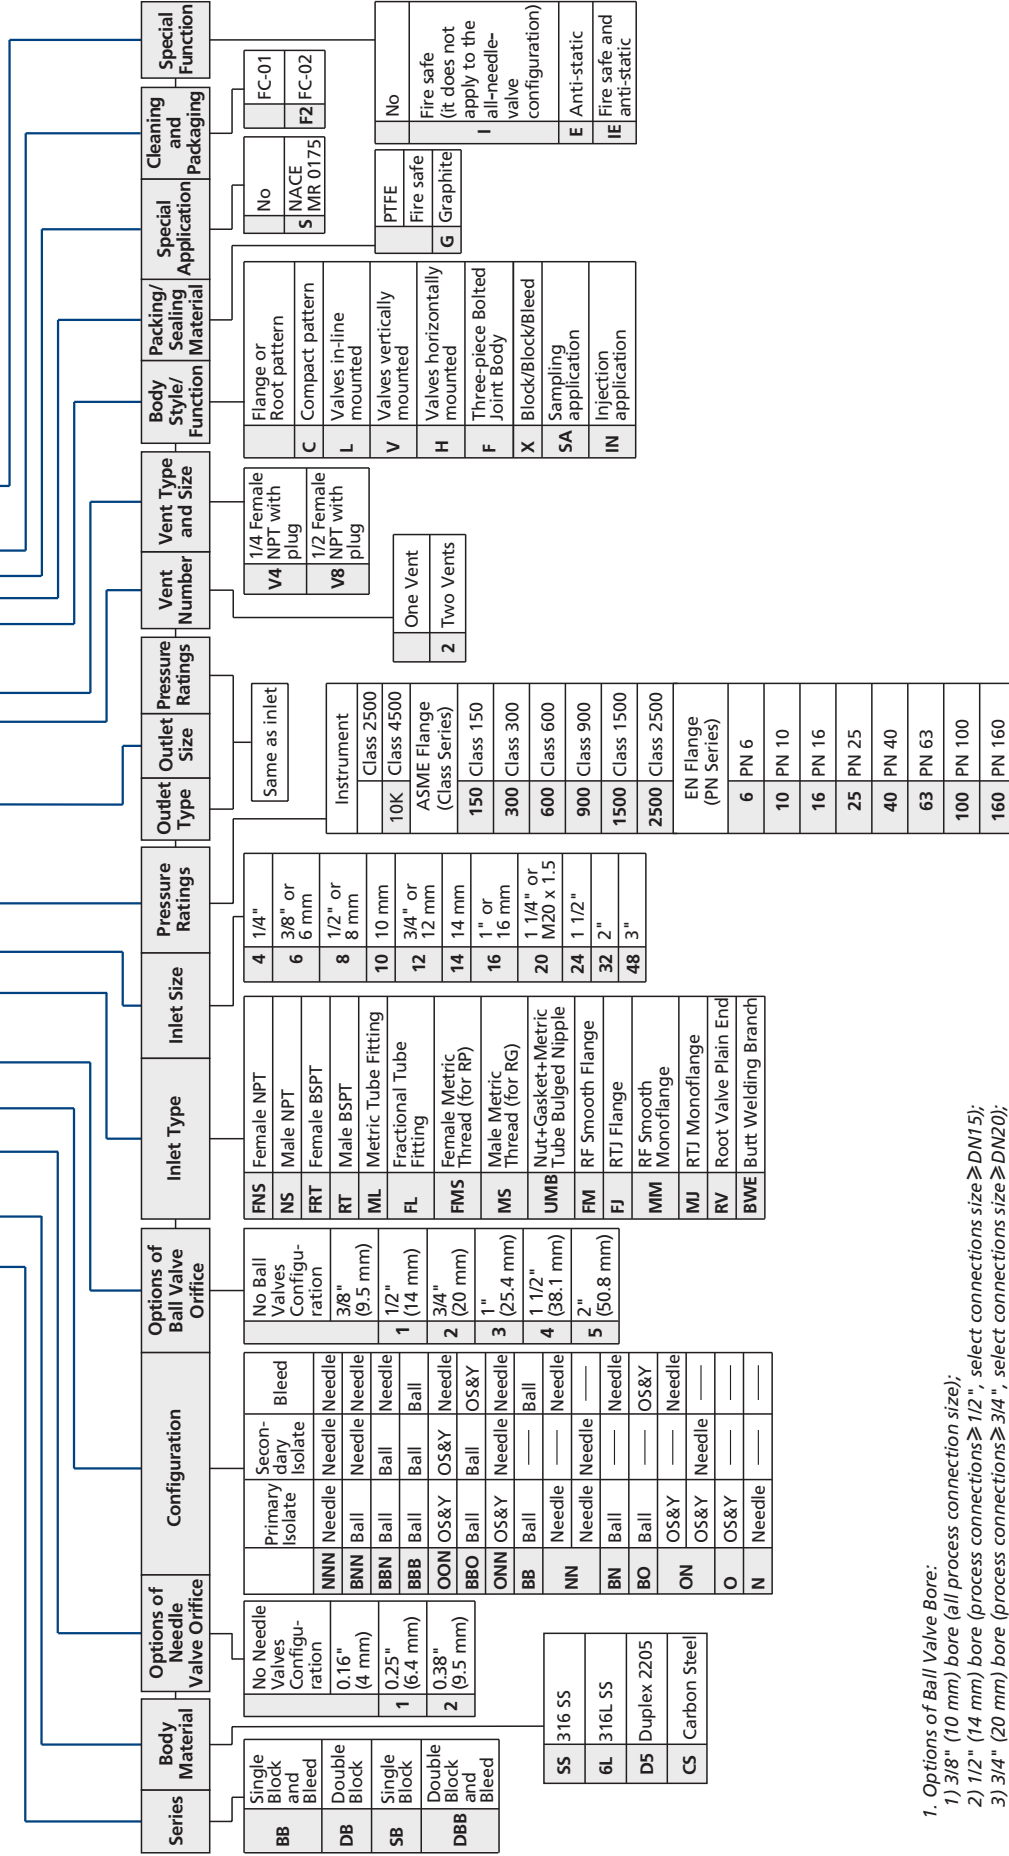 Series
Body
Material
Options of
Needle
Valve Orifice
Configuration
Options of
Ball Valve
Orifice
Inlet Type
Inlet Size
Pressure
Ratings
Outlet
Type
Outlet
Size
Pressure
Ratings
Vent
Number
Vent Type
and Size
Body
Style/
Function
Packing/
Sealing
Material
Special
Application
Cleaning
and
Packaging
Special
Function
BB Single
Block
and
Bleed
DB Double
Block
SB Single
Block
DBB Double
Block
and
Bleed
SS 316 SS
6L 316L SS
D5 Duplex 2205
CS Carbon Steel
No Needle
Valves
Configu-
ration
0.16"
(4 mm)
1 0.25"
(6.4 mm)
2 0.38"
(9.5 mm)
Primary
Isolate
Secon-
dary
Isolate
Bleed
NNN Needle Needle Needle
BNN Ball Needle Needle
BBN Ball Ball Needle
BBB Ball Ball Ball
OON OS&Y OS&Y Needle
BBO Ball Ball OS&Y
ONN OS&Y Needle Needle
BB Ball — Ball
NN Needle — Needle
Needle Needle —
BN Ball — Needle
BO Ball — OS&Y
ON OS&Y — Needle
OS&Y Needle —
O OS&Y — —
N Needle — —
No Ball
Valves
Configu-
ration
3/8"
(9.5 mm)
1 1/2"
(14 mm)
2 3/4"
(20 mm)
3 1"
(25.4 mm)
4 1 1/2"
(38.1 mm)
5 2"
(50.8 mm)
FNS Female NPT
NS Male NPT
FRT Female BSPT
RT Male BSPT
ML Metric Tube Fitting
FL Fractional Tube
Fitting
FMS Female Metric
Thread (for RP)
MS Male Metric
Thread (for RG)
UMB Nut+Gasket+Metric
Tube Bulged Nipple
FM RF Smooth Flange
FJ RTJ Flange
MM RF Smooth
Monoflange
MJ RTJ Monoflange
RV Root Valve Plain End
BWE Butt Welding Branch
4 1/4"
6 3/8" or
6 mm
8 1/2" or
8 mm
10 10 mm
12 3/4" or
12 mm
14 14 mm
16 1" or
16 mm
20 1 1/4" or
M20 x 1.5
24 1 1/2"
32 2"
48 3"
Instrument
Class 2500
10K Class 4500
ASME Flange
(Class Series)
150 Class 150
300 Class 300
600 Class 600
900 Class 900
1500 Class 1500
2500 Class 2500
EN Flange
(PN Series)
6 PN 6
10 PN 10
16 PN 16
25 PN 25
40 PN 40
63 PN 63
100 PN 100
160 PN 160
Same as inlet
One Vent
2 Two Vents
V4 1/4 Female
NPT with
plug
V8 1/2 Female
NPT with
plug
Flange or
Root pattern
C Compact pattern
L Valves in-line
mounted
V Valves vertically
mounted
H Valves horizontally
mounted
F Three-piece Bolted
Joint Body
X Block/Block/Bleed
SA Sampling
application
IN Injection
application
PTFE
Fire safe
G Graphite
No
S NACE
MR 0175
FC-01
F2 FC-02
No
I Fire safe
(it does not
apply to the
all-needle-
valve
configuration)
E Anti-static
IE Fire safe and
anti-static
1. Options of Ball Valve Bore:
1) 3/8" (10 mm) bore (all process connection size);
2) 1/2" (14 mm) bore (process connections⩾1/2", select connections size⩾DN15);
3) 3/4" (20 mm) bore (process connections⩾3/4", select connections size⩾DN20);